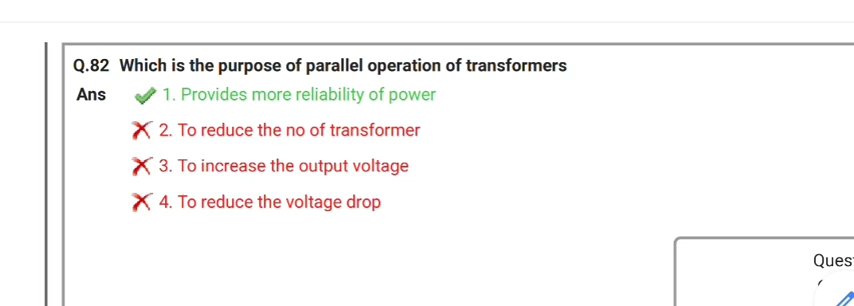 Q.82 Which is the purpose of parallel operation of transformers
Ans 1. Provides more reliability of power
2. To reduce the no of transformer
3. To increase the output voltage
4. To reduce the voltage drop